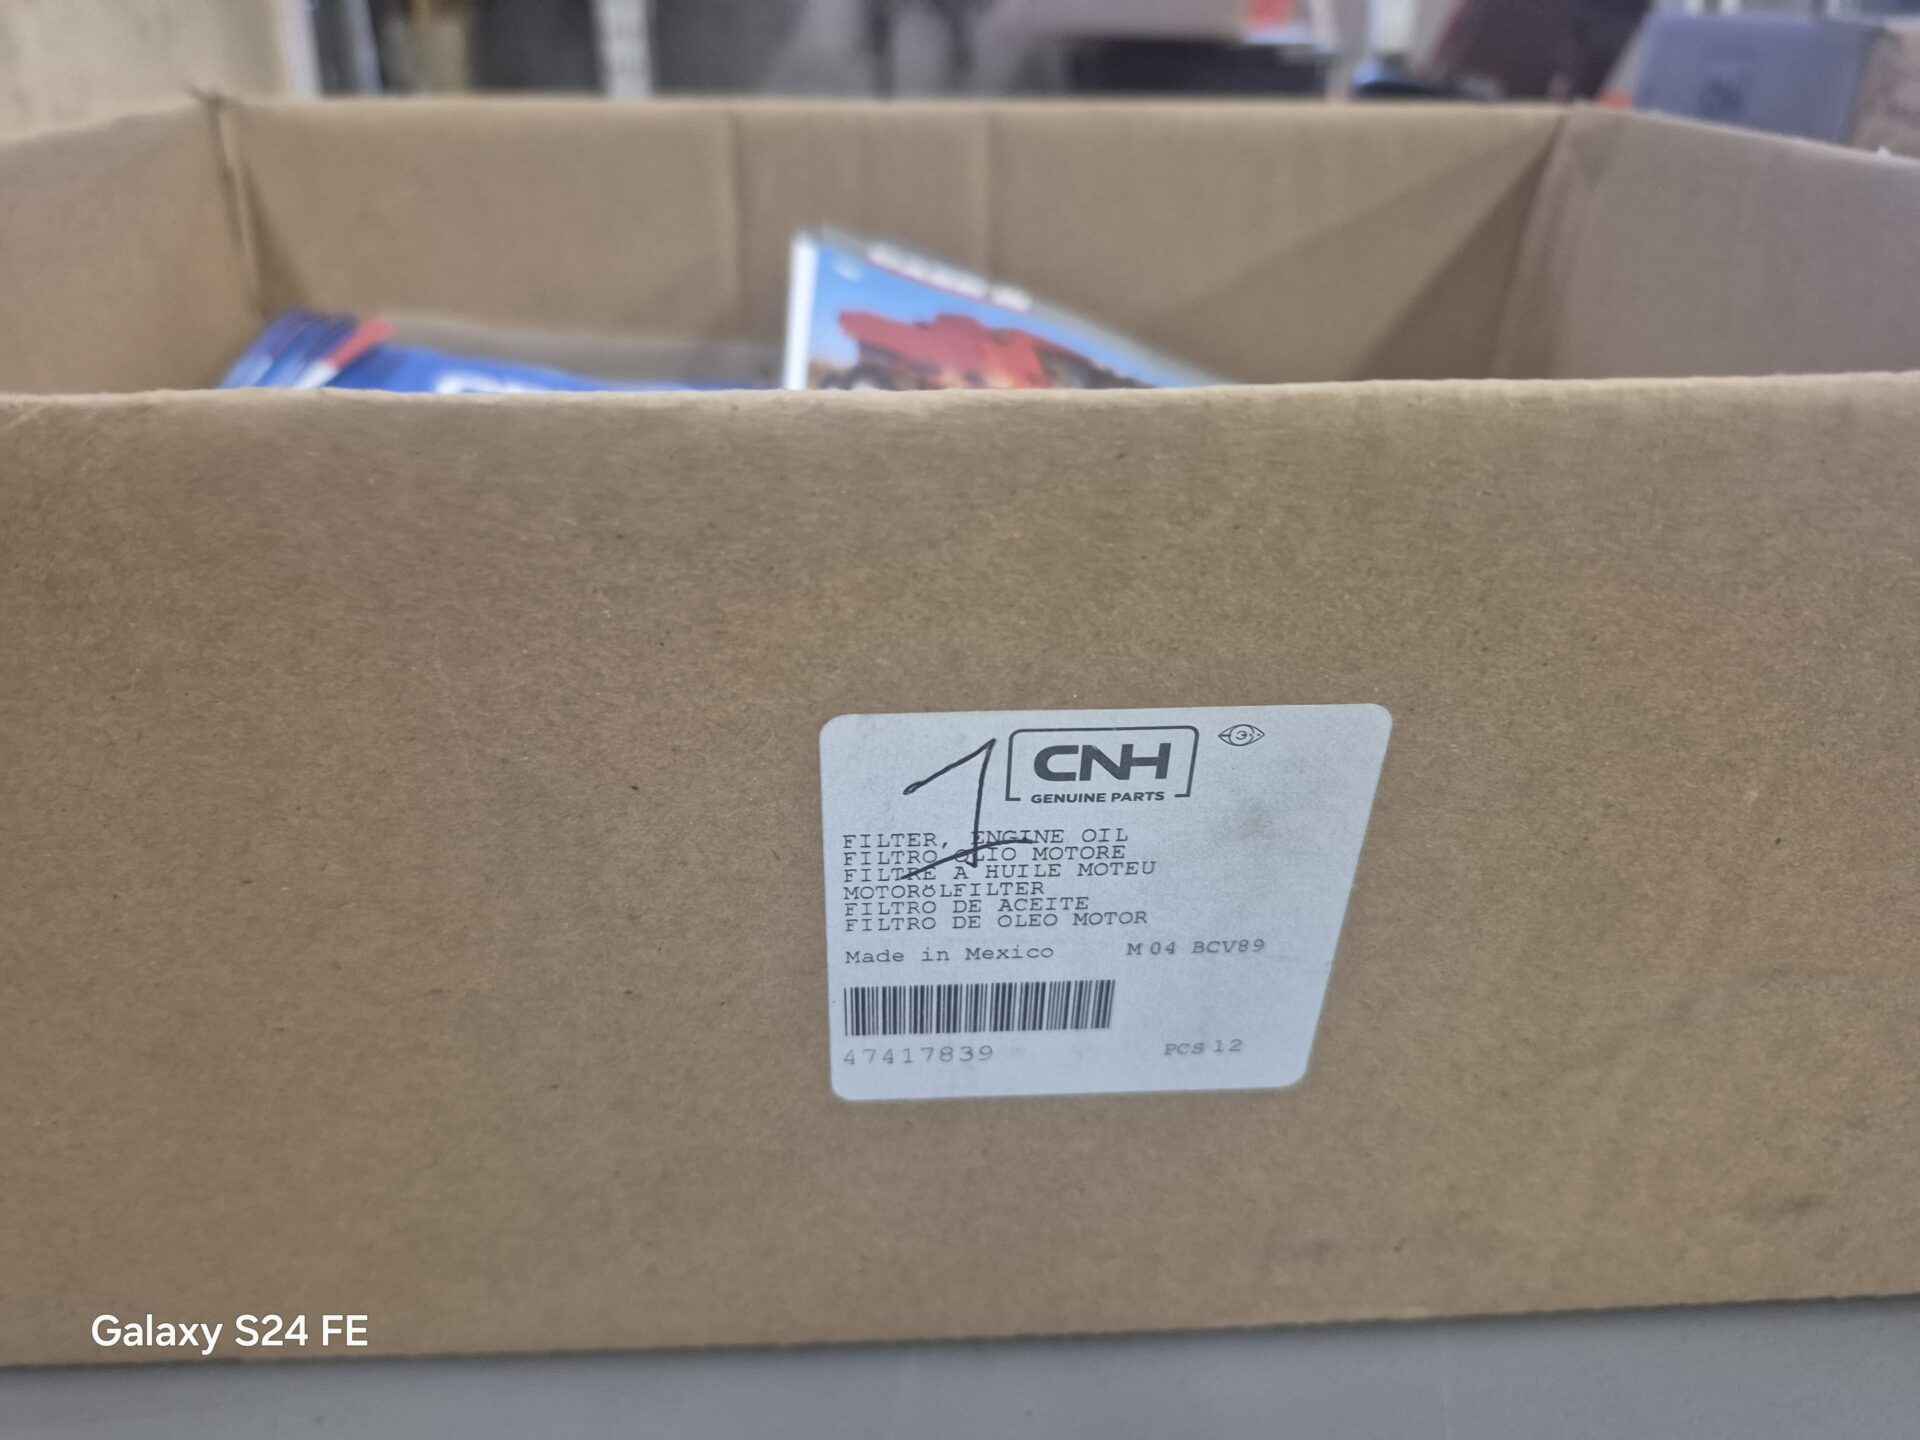 1
CNH
GENUINE PARTS
FILTER, ENGINE OIL
FILTRO OLIO MOTORE
FILTRE A HUILE MOTEU
MOTORÖLFILTER
FILTRO DE ACEITE
FILTRO DE OLEO MOTOR
Made in Mexico M 04 BCV89
47417839 PCS 12
Galaxy S24 FE